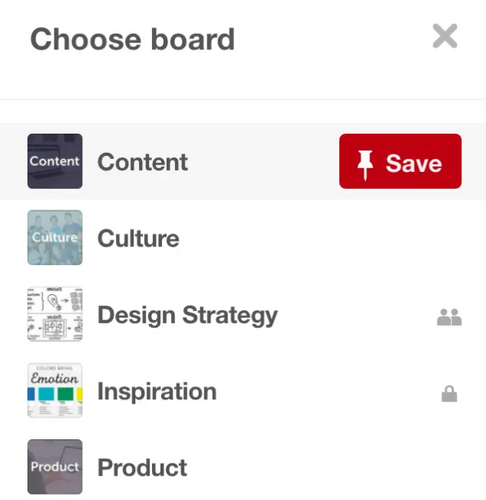 Choose board
Content
Content
Save
Culture
Culture
Design Strategy
COLORS BRING
Emotion
Inspiration
Product
Product